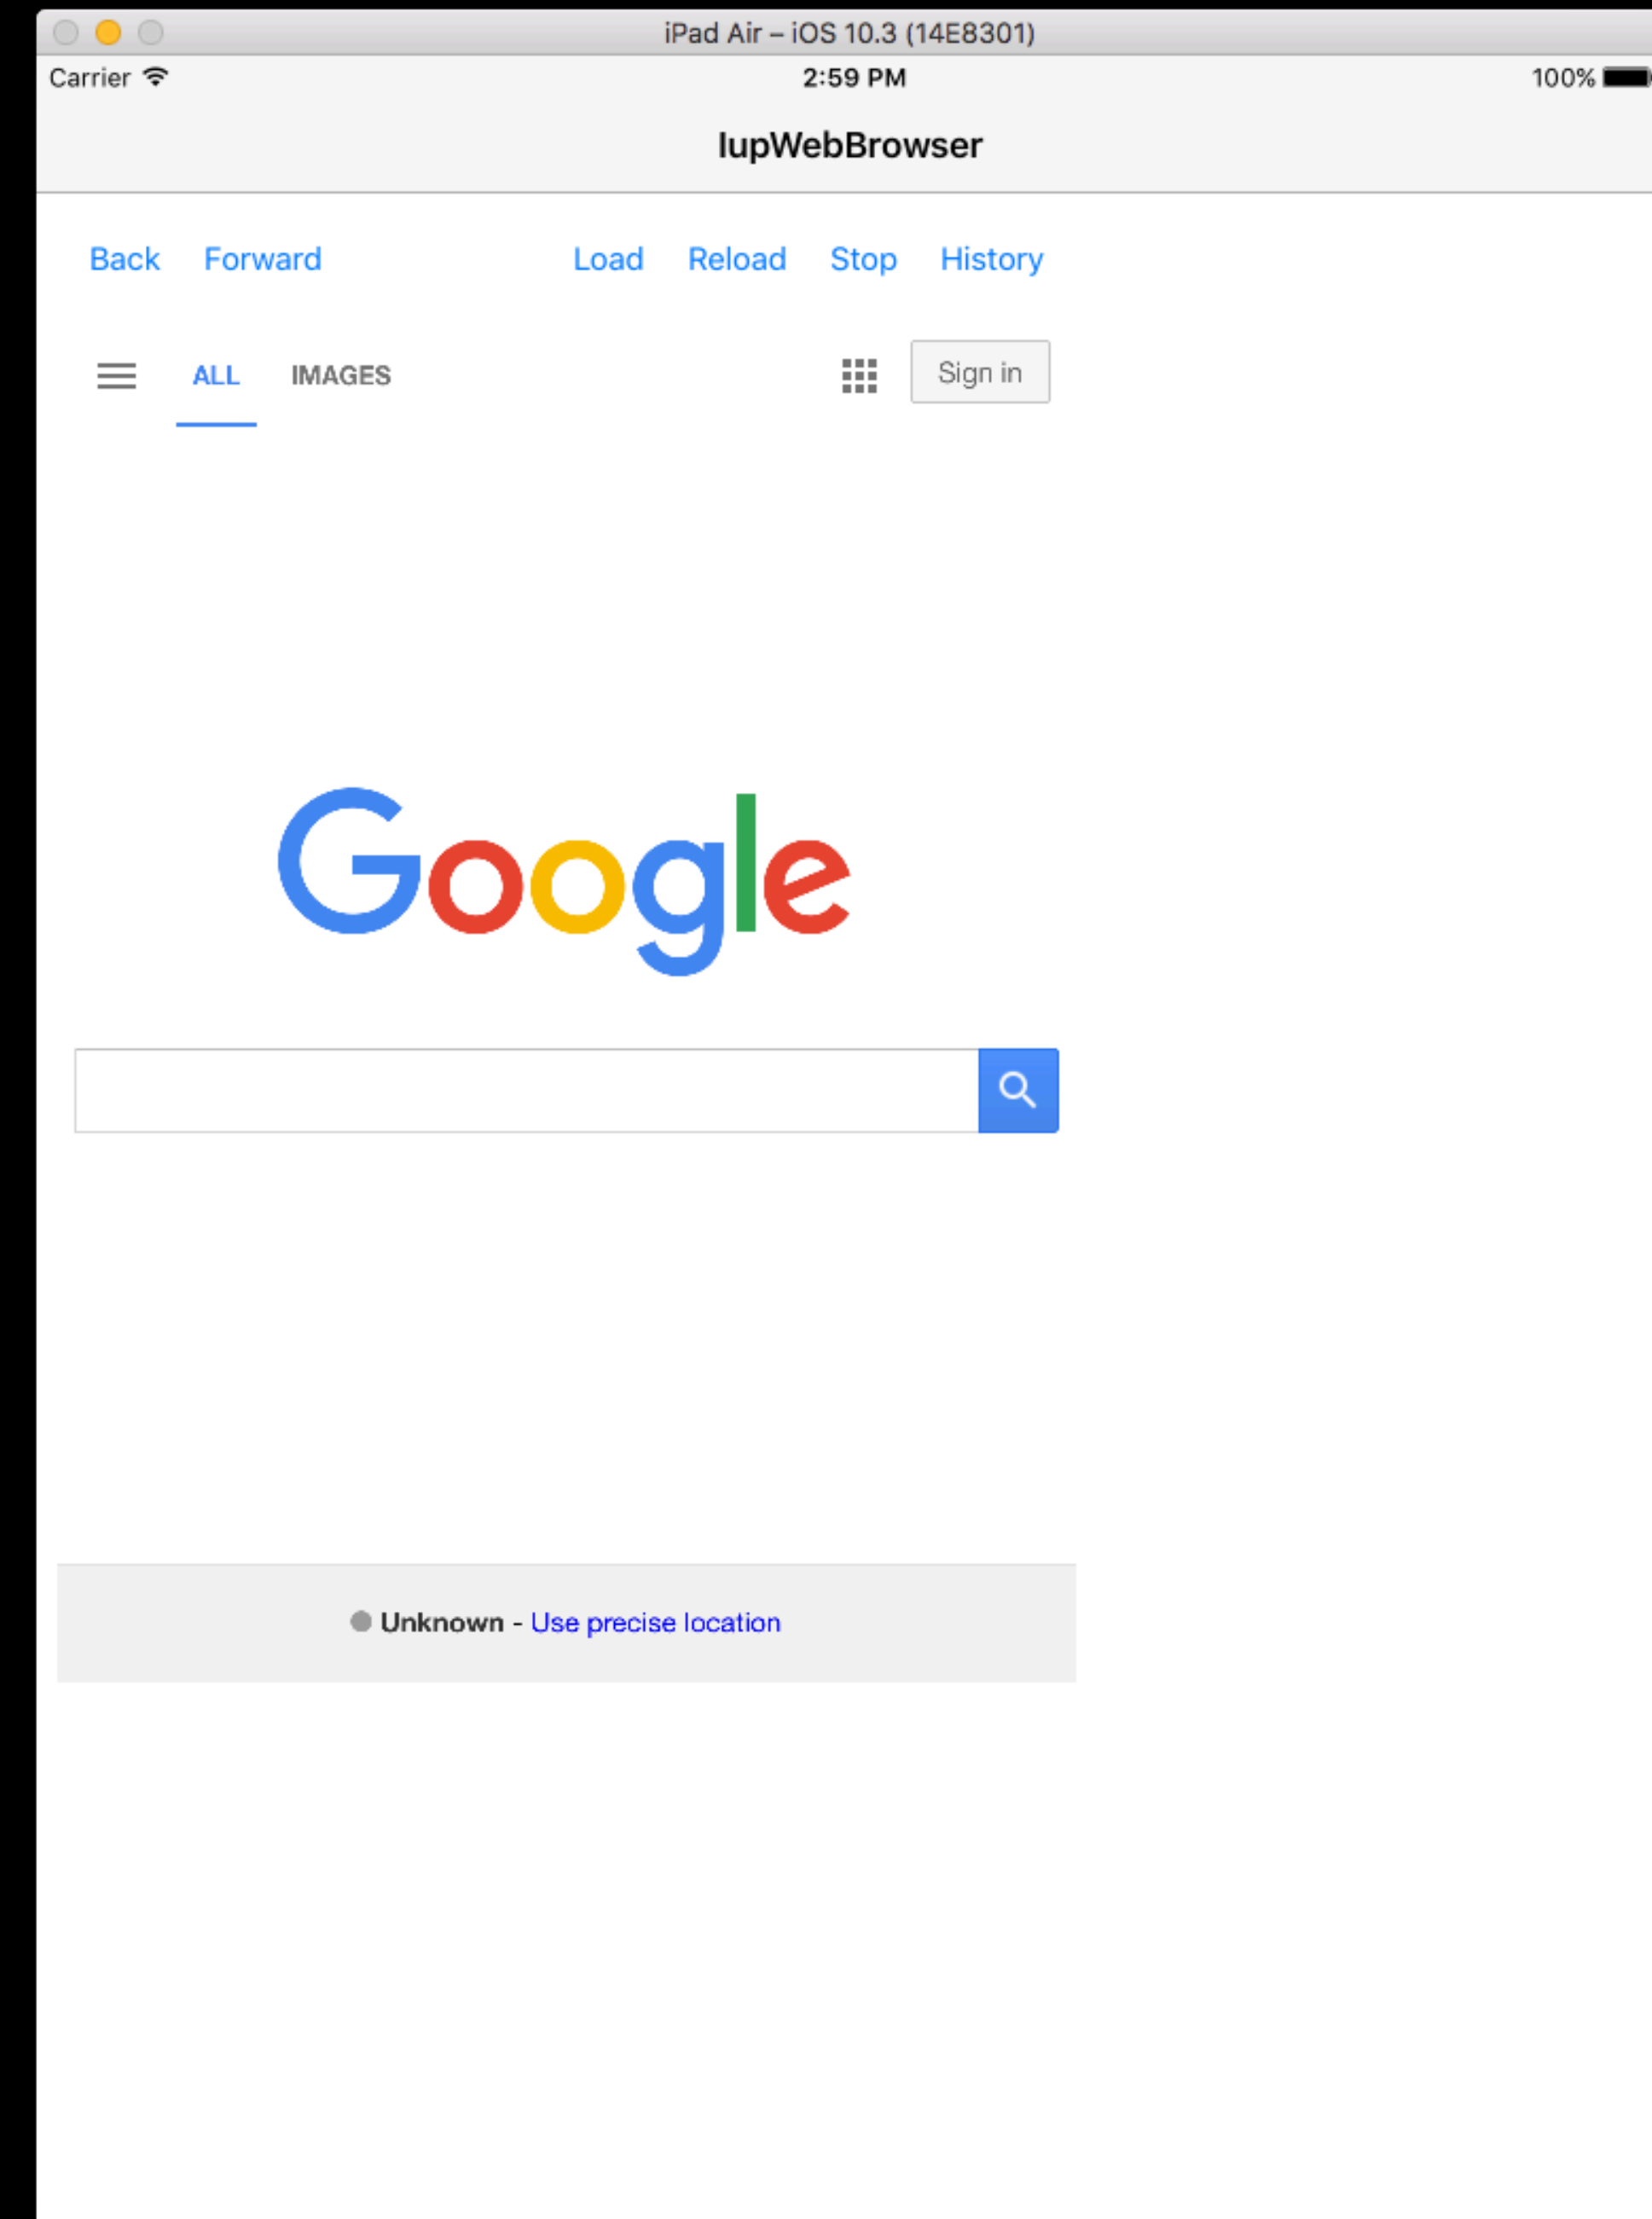 iPad Air – iOS 10.3 (14E8301)
Carrier 2:59 PM 100%
IupWebBrowser
Back Forward Load Reload Stop History
ALL IMAGES Sign in
Google
Unknown - Use precise location